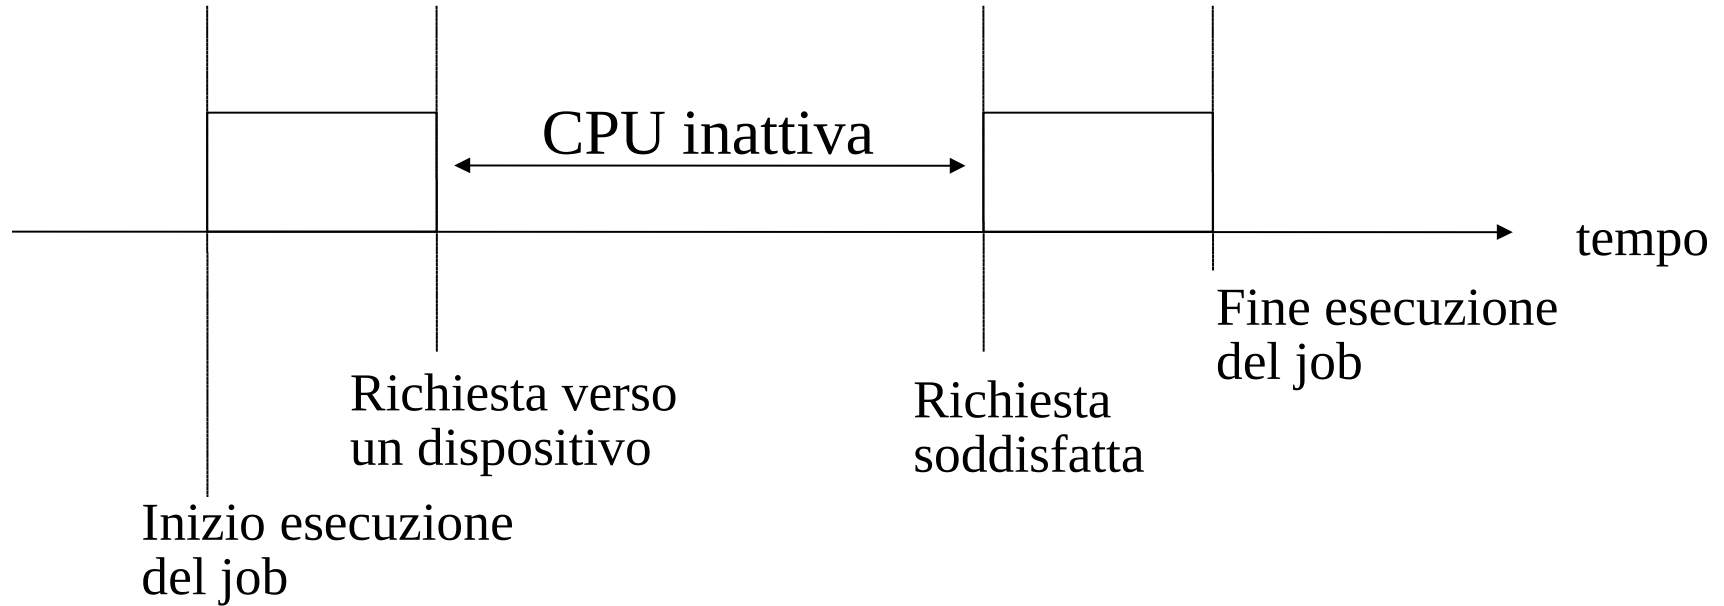 CPU inattiva
tempo
Fine esecuzione
del job
Richiesta verso
un dispositivo
Richiesta
soddisfatta
Inizio esecuzione
del job